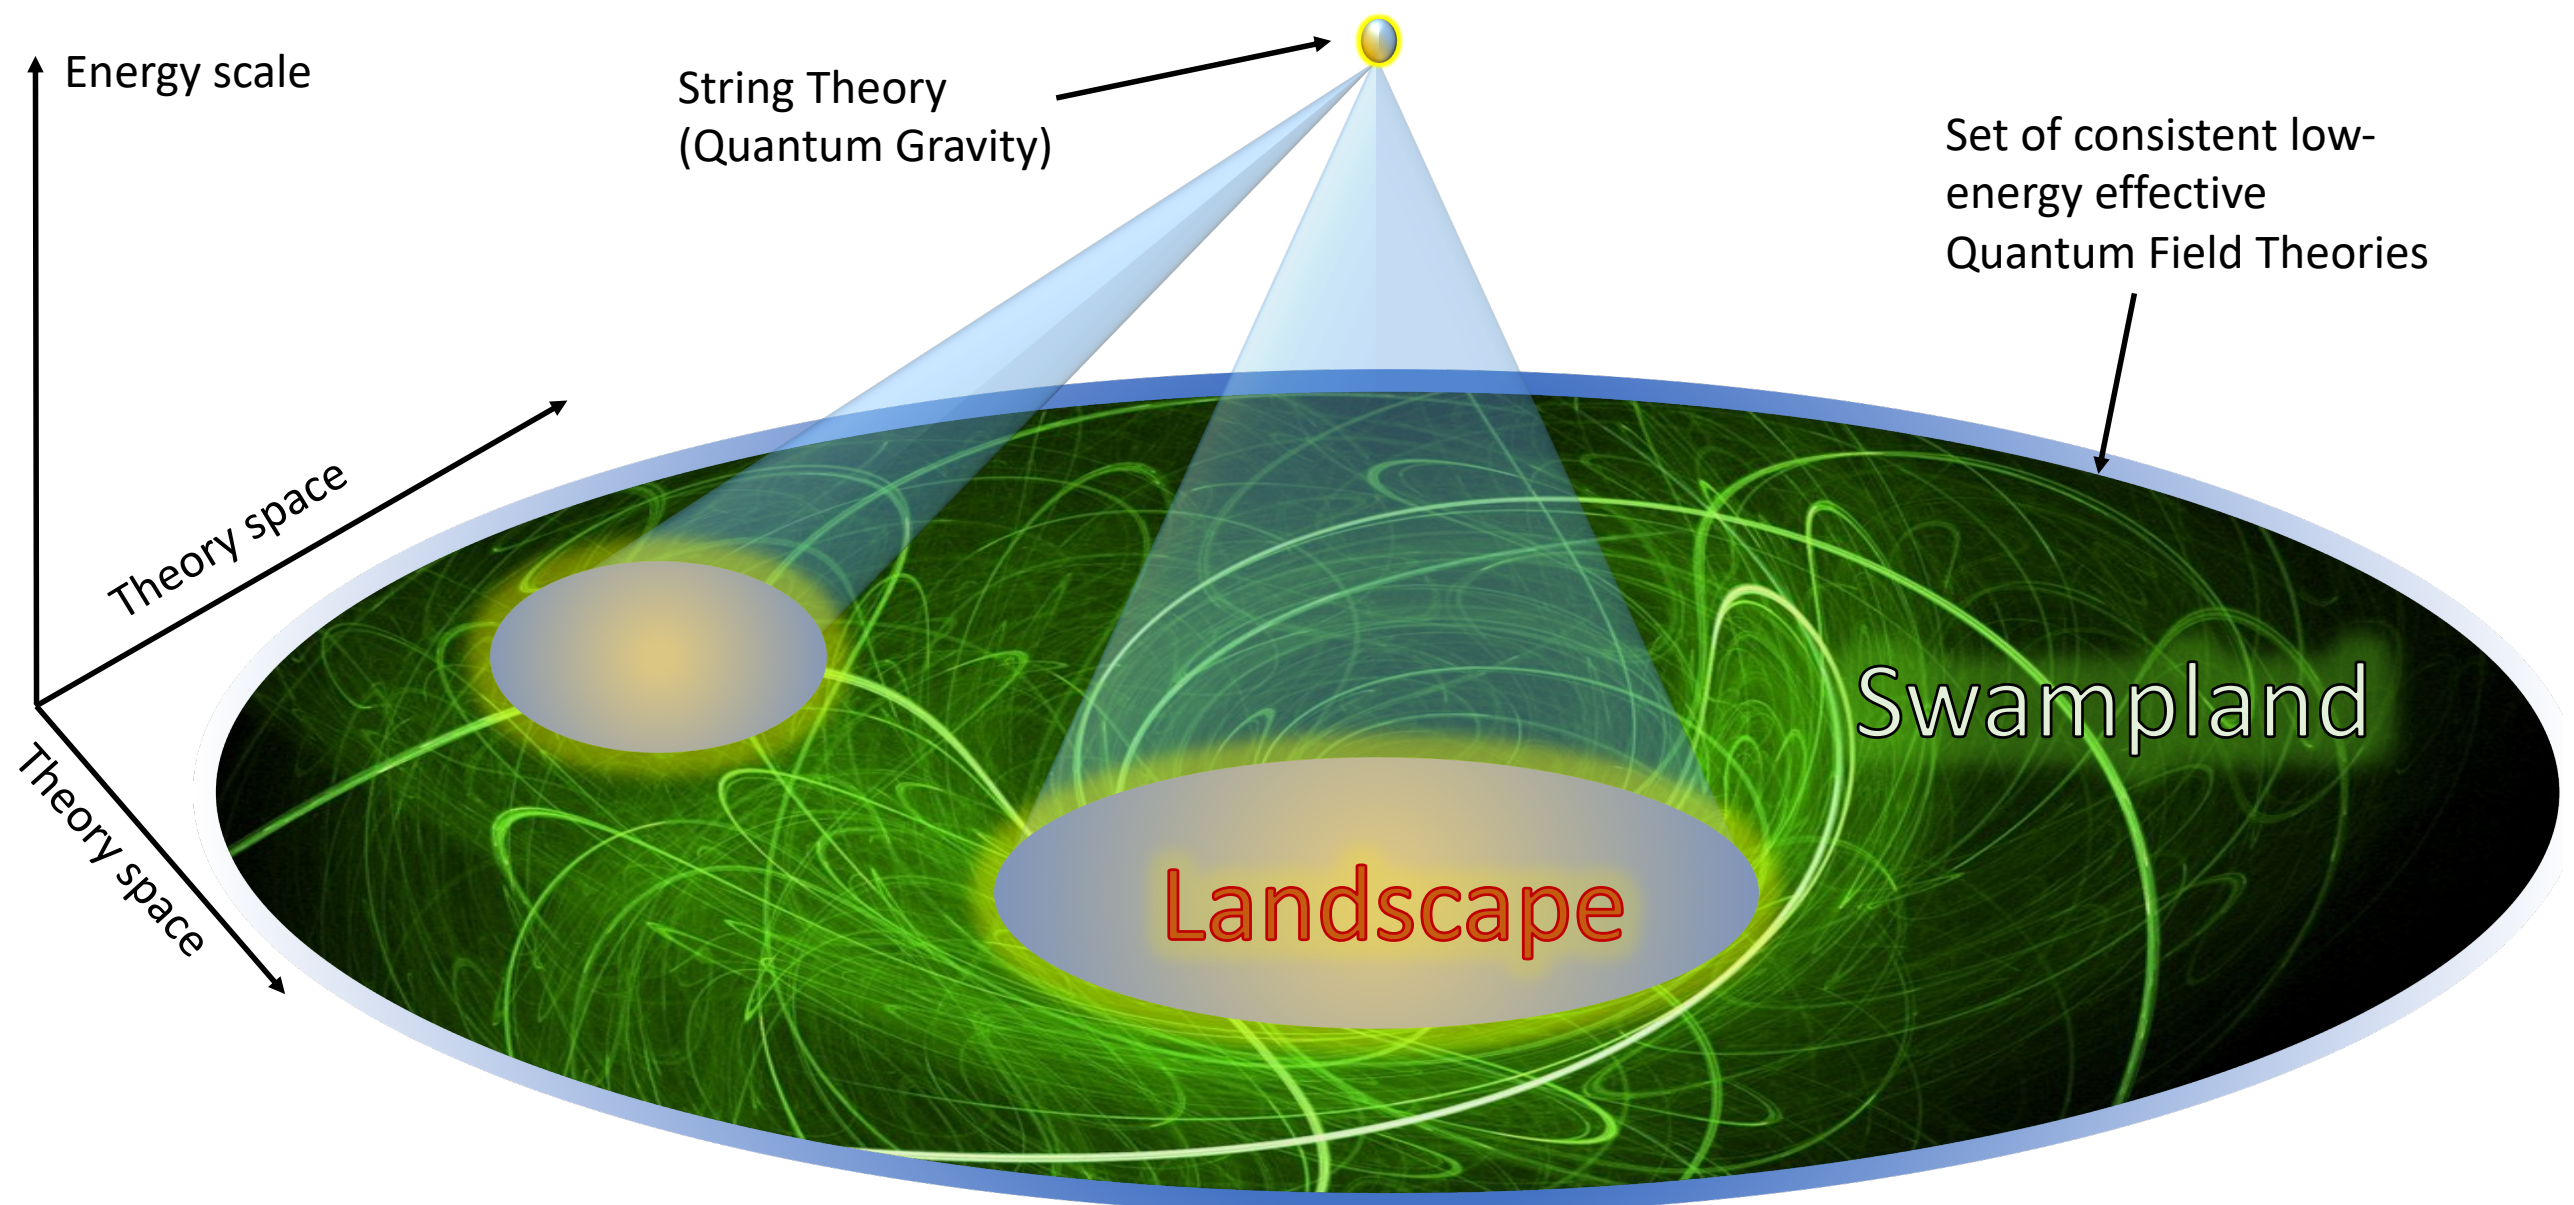 Energy scale
String Theory
(Quantum Gravity)
Set of consistent low-
energy effective
Quantum Field Theories
Theory space
Theory space
Swampland
Landscape